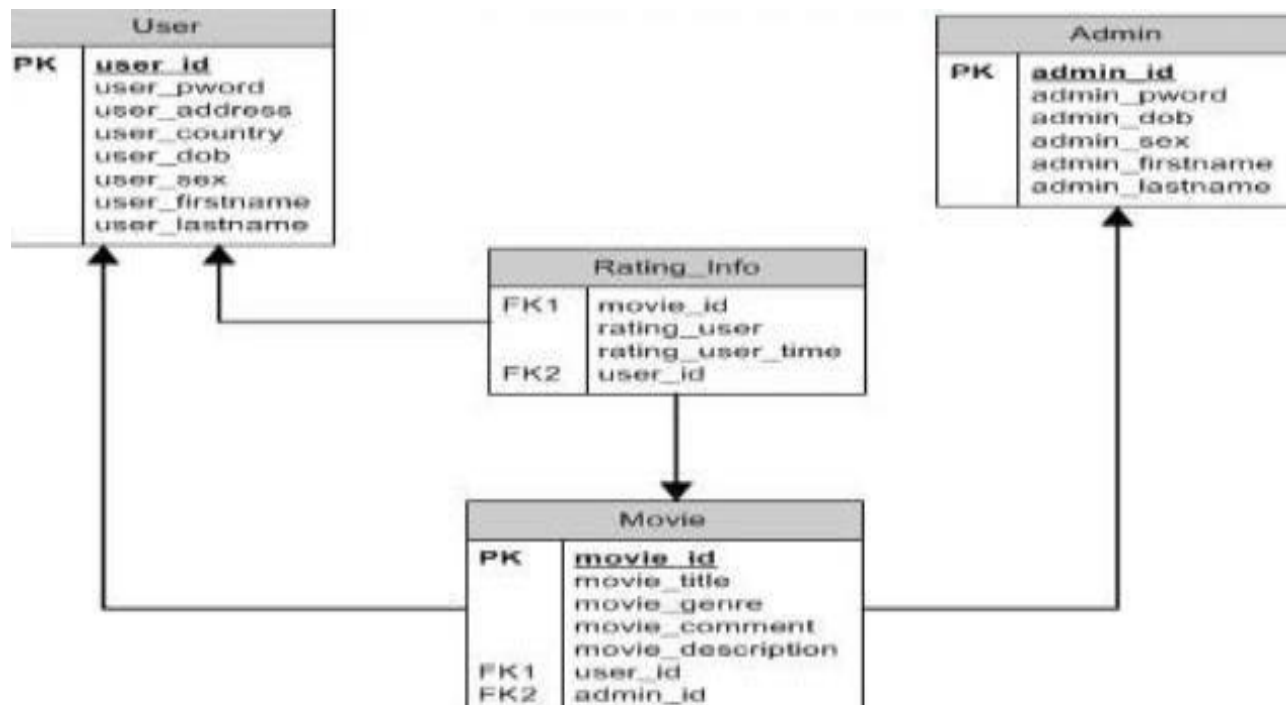 User
PK user_id
user_pword
user_address
user_country
user_dob
user_sex
user_firstname
user_lastname
Admin
PK admin_id
admin_pword
admin_dob
admin_sex
admin_firstname
admin_lastname
Rating_Info
FK1 movie_id
rating_user
rating_user_time
FK2 user_id
Movie
PK movie_id
movie_title
movie_genre
movie_comment
movie_description
FK1 user_id
FK2 admin_id